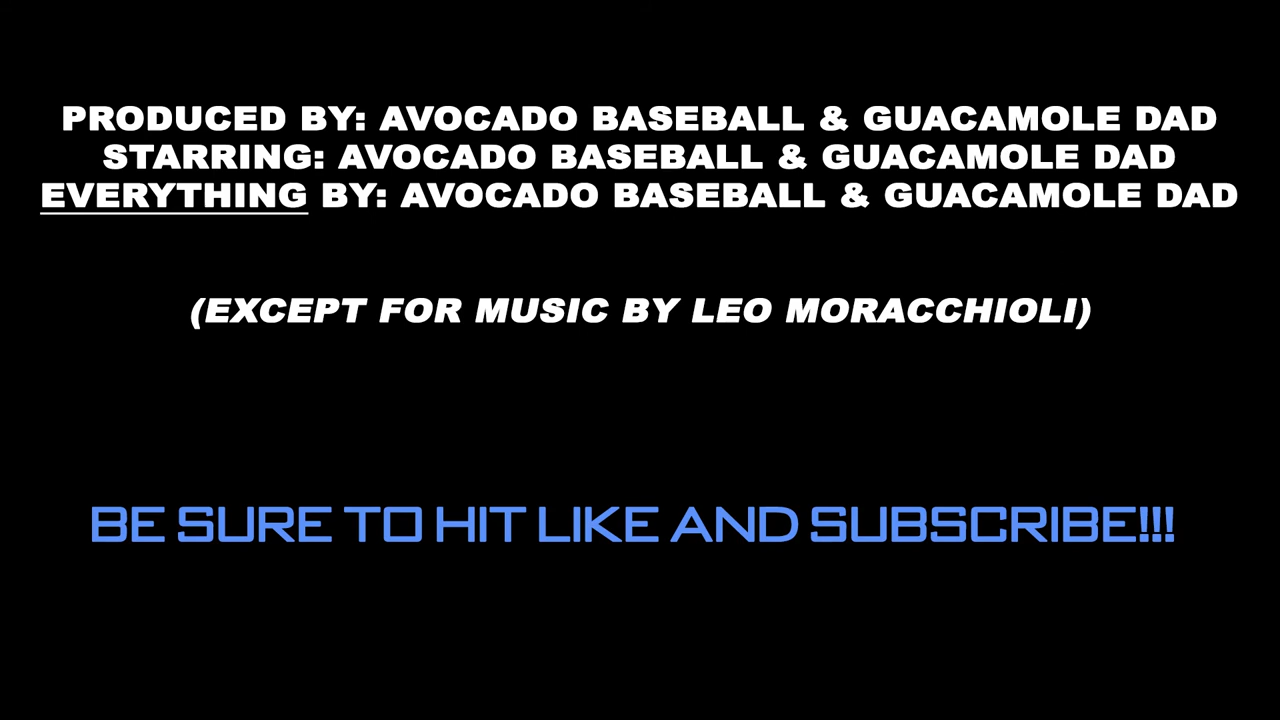 PRODUCED BY: AVOCADO BASEBALL & GUACAMOLE DAD
STARRING: AVOCADO BASEBALL & GUACAMOLE DAD
EVERYTHING BY: AVOCADO BASEBALL & GUACAMOLE DAD
(EXCEPT FOR MUSIC BY LEO MORACCHIOLI)
BE SURE TO HIT LIKE AND SUBSCRIBE!!!